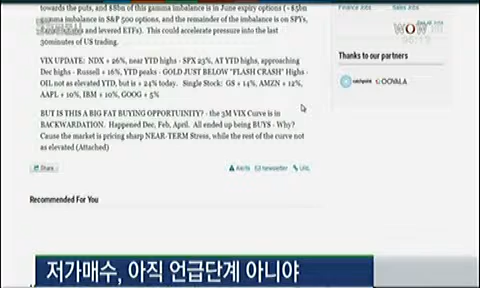 towards the puts, and $8bn of this gamma imbalance is in June expiry options (~$5bn
gamma imbalance in S&P 500 options, and the remainder of the imbalance is on SPYs,
and levered ETFs). This could accelerate pressure into the last
30minutes of US trading.
Finance Jobs
Sales Jobs
WOW
VIX UPDATE: NDX + 26%, near YTD highs - SPX 23%, AT YTD highs, approaching
Dec highs - Russell + 16%, YTD peaks - GOLD JUST BELOW "FLASH CRASH" Highs -
OIL not as elevated YTD, but is + 24% today. Single Stock: GS + 14%, AMZN + 12%,
AAPL + 10%, IBM + 10%, GOOG + 5%
Thanks to our partners
catchpoint
OOYALA
BUT IS THIS A BIG FAT BUYING OPPORTUINITY? - the 3M VIX Curve is in
BACKWARDATION. Happened Dec, Feb, April. All ended up being BUYS - Why?
Cause the market is pricing sharp NEAR-TERM Stress, while the rest of the curve not
as elevated (Attached)
Share
Alerts
Newsletter
URL
Recommended For You
저가매수, 아직 언급단계 아니야